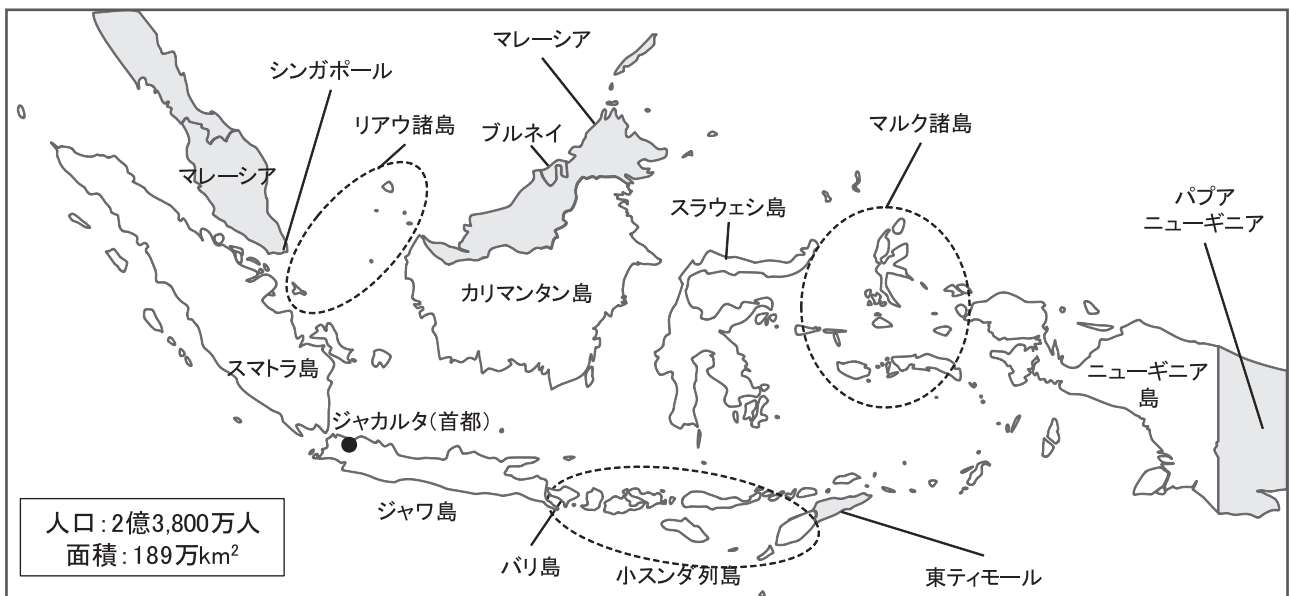 マレーシア
シンガポール
リアウ諸島
ブルネイ
マルク諸島
マレーシア
スラウェシ島
パプア
ニューギニア
カリマンタン島
スマトラ島
ニューギニア
島
ジャカルタ(首都)
ジャワ島
人口:2億3,800万人
面積:189万km²
バリ島
小スンダ列島
東ティモール